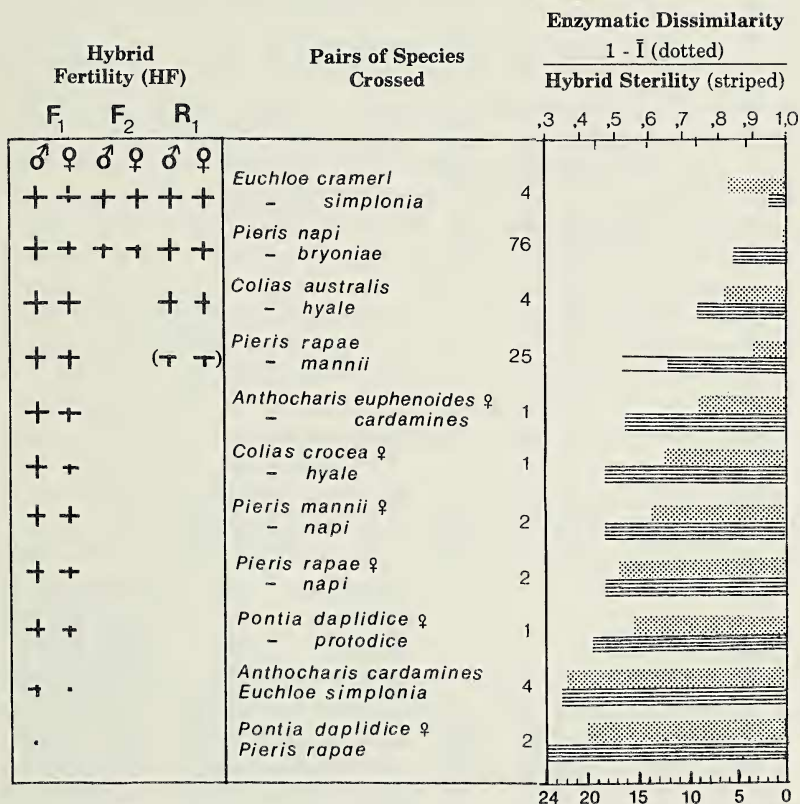 Enzymatic Dissimilarity
1 - Ī (dotted)
Hybrid Sterility (striped)
Hybrid
Fertility (HF)
Pairs of Species
Crossed
F1 F2 R1
,3 ,4 ,5 ,6 ,7 ,8 ,9 1,0
♂ ♀ ♂ ♀ ♂ ♀
Euchloe cramerl
- simplonia
4
+ + + + + +
Pieris napi
- bryoniae
76
+ + + + + +
Colias australis
- hyale
4
+ + + +
Pieris rapae
- mannii
25
+ + (+ +)
Anthocharis euphenoides ♀
- cardamines
1
+ +
Colias crocea ♀
- hyale
1
+ +
Pieris mannii ♀
- napi
2
+ +
Pieris rapae ♀
- napi
2
+ +
Pontia daplidice ♀
- protodice
1
+ +
Anthocharis cardamines
Euchloe simplonia
4
+ .
Pontia daplidice ♀
Pieris rapae
2
.
24 20 15 10 5 0